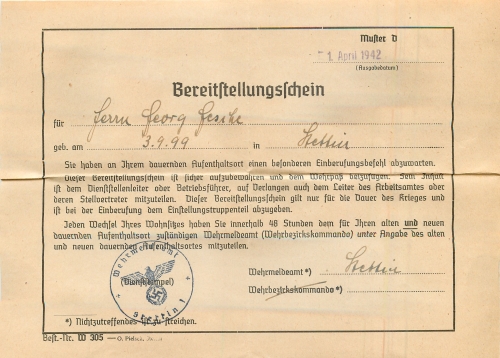 Muster D
1. April 1942
(Ausgabedatum)
Bereitstellungsschein
für Herrn Georg Geske
geb. am 3.9.99 in Stettin
Sie haben an Ihrem dauernden Aufenthaltsort einen besonderen Einberufungsbefehl abzuwarten.
Dieser Bereitstellungsschein ist sicher aufzubewahren und dem Wehrpaß beizufügen. Sein Inhalt
ist dem Dienststellenleiter oder Betriebsführer, auf Verlangen auch dem Leiter des Arbeitsamtes oder
deren Stellvertreter mitzuteilen. Dieser Bereitstellungsschein gilt nur für die Dauer des Krieges und
ist bei der Einberufung dem Einstellungstruppenteil abzugeben.
Jeden Wechsel Ihres Wohnsitzes haben Sie innerhalb 48 Stunden dem für Ihren alten und neuen
dauernden Aufenthaltsort zuständigen Wehrmeldeamt (Wehrbezirkskommando) unter Angabe des alten
und neuen dauernden Aufenthaltsortes mitzuteilen.
Wehrmeldeamt
(Dienststempel)
Stettin 1
Wehrmeldeamt*) Stettin
Wehrbezirkskommando*)
*) Nichtzutreffendes ist zu streichen.
Best.-Nr. W 305 — O.